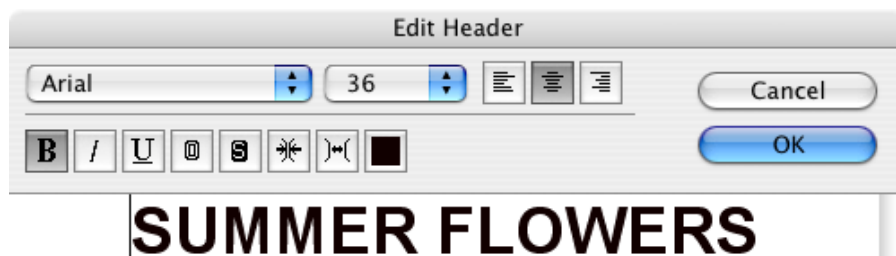 Edit Header
Arial 36 Cancel
B I U O S OK
SUMMER FLOWERS